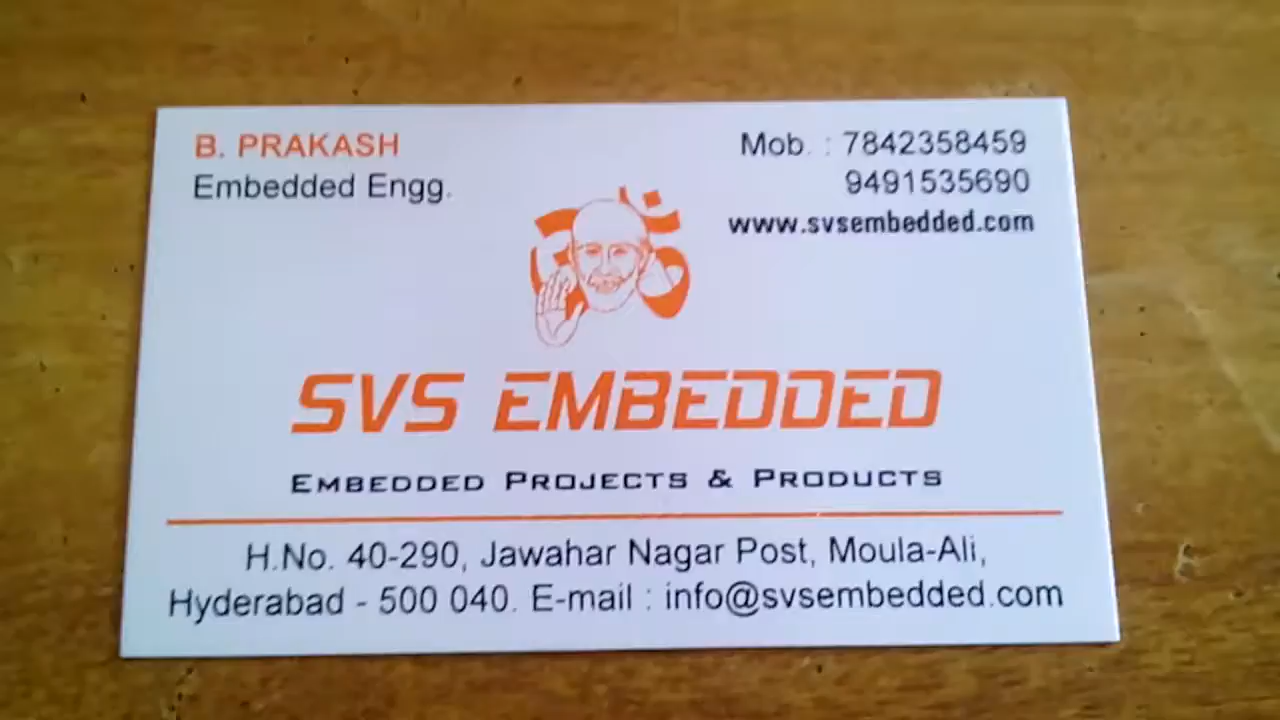 B. PRAKASH
Embedded Engg.
Mob. : 7842358459
9491535690
www.svsembedded.com
SVS EMBEDDED
EMBEDDED PROJECTS & PRODUCTS
H.No. 40-290, Jawahar Nagar Post, Moula-Ali,
Hyderabad - 500 040. E-mail : info@svsembedded.com